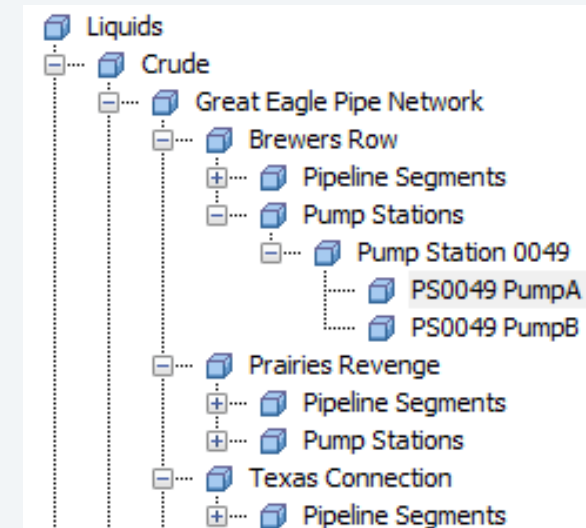 Liquids
Crude
Great Eagle Pipe Network
Brewers Row
Pipeline Segments
Pump Stations
Pump Station 0049
PS0049 PumpA
PS0049 PumpB
Prairies Revenge
Pipeline Segments
Pump Stations
Texas Connection
Pipeline Segments